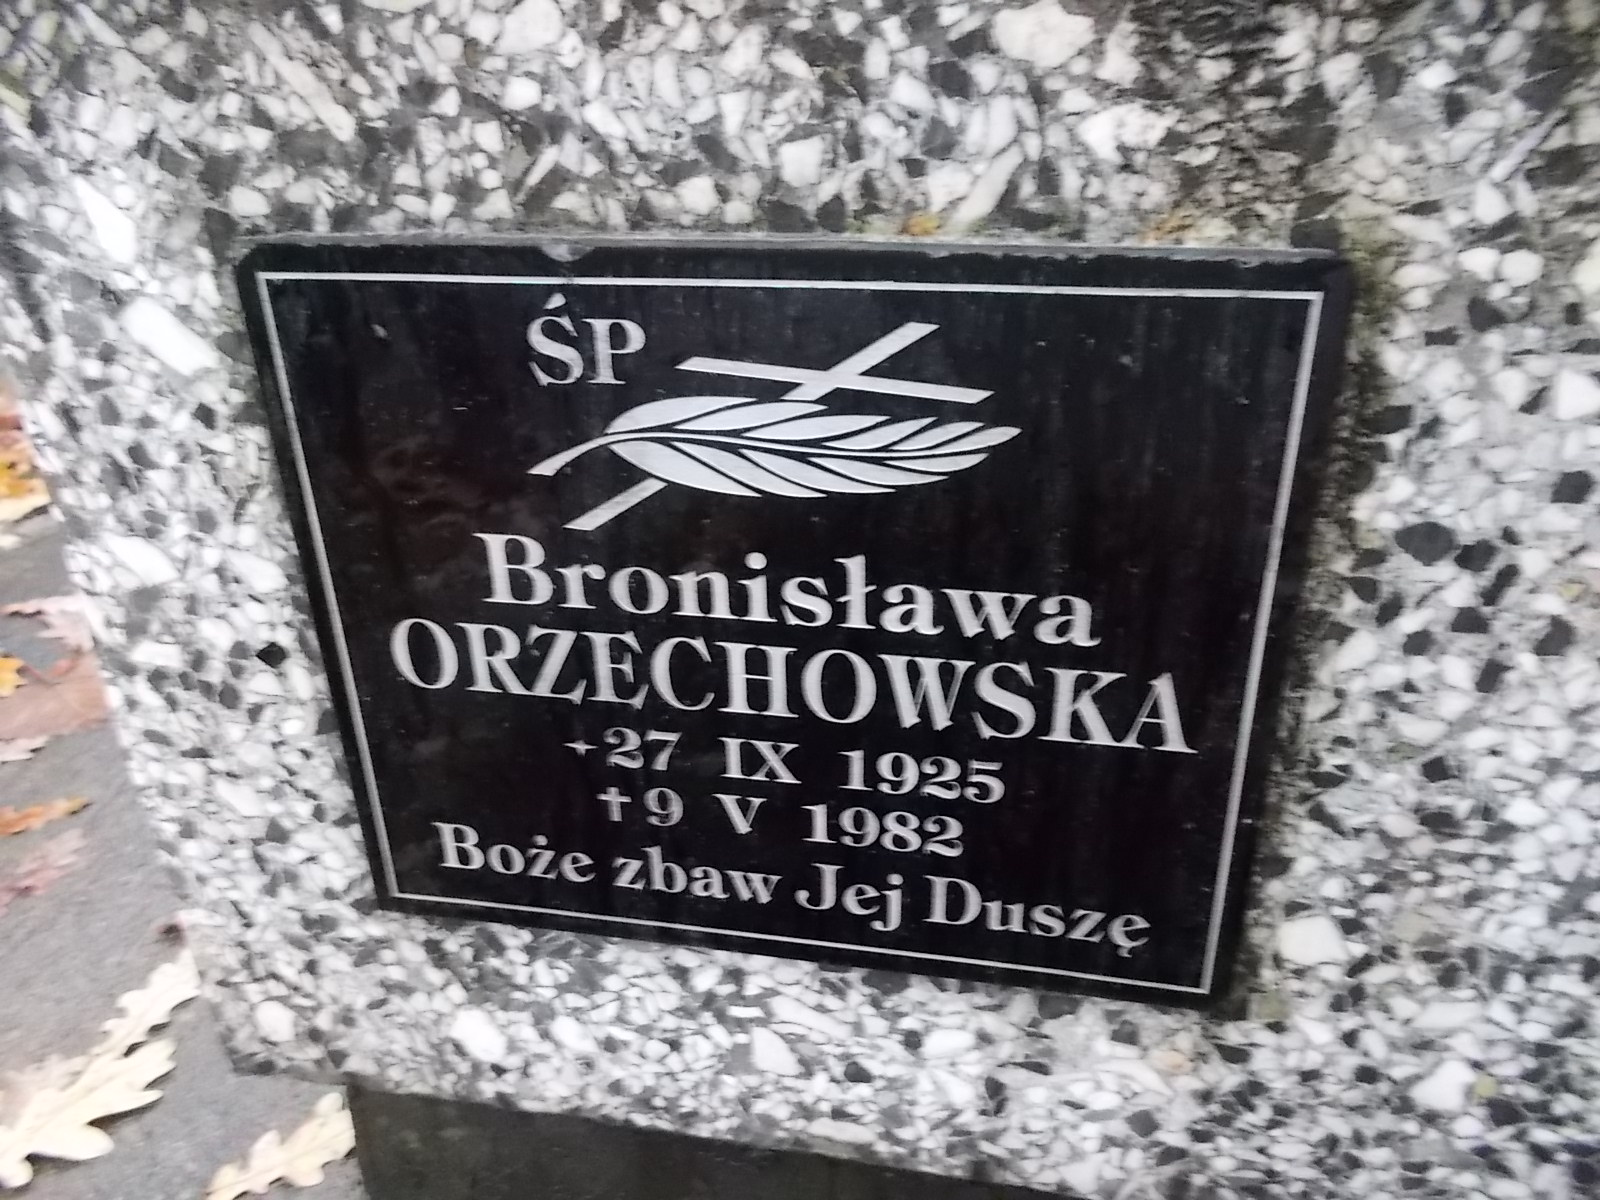 ŚP
Bronisława
ORZECHOWSKA
⋆ 27 IX 1925
† 9 V 1982
Boże zbaw Jej Duszę